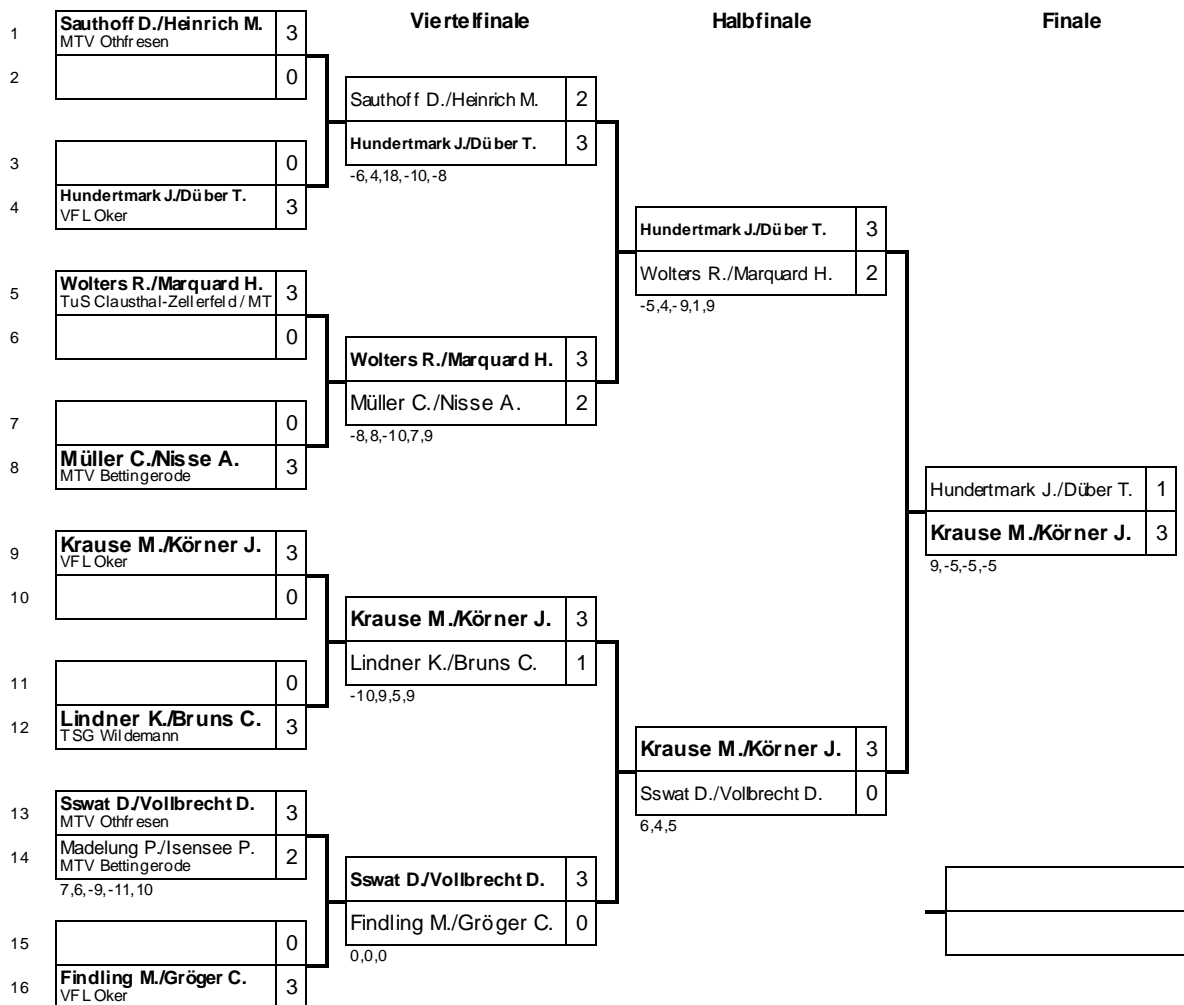 Viertelfinale
Halbfinale
Finale
1
Sauthoff D./Heinrich M. 3
MTV Othfresen
2
0
3
0
4
Hundertmark J./Düber T. 3
VFL Oker
5
Wolters R./Marquard H. 3
TuS Clausthal-Zellerfeld / MT
6
0
7
0
8
Müller C./Nisse A. 3
MTV Bettingerode
9
Krause M./Körner J. 3
VFL Oker
10
0
11
0
12
Lindner K./Bruns C. 3
TSG Wildemann
13
Sswat D./Vollbrecht D. 3
MTV Othfresen
14
Madelung P./Isensee P. 2
MTV Bettingerode
7,6,-9,-11,10
15
0
16
Findling M./Gröger C. 3
VFL Oker
Sauthoff D./Heinrich M. 2
Hundertmark J./Düber T. 3
-6,4,18,-10,-8
Wolters R./Marquard H. 3
Müller C./Nisse A. 2
-8,8,-10,7,9
Krause M./Körner J. 3
Lindner K./Bruns C. 1
-10,9,5,9
Sswat D./Vollbrecht D. 3
Findling M./Gröger C. 0
0,0,0
Hundertmark J./Düber T. 3
Wolters R./Marquard H. 2
-5,4,-9,1,9
Krause M./Körner J. 3
Sswat D./Vollbrecht D. 0
6,4,5
Hundertmark J./Düber T. 1
Krause M./Körner J. 3
9,-5,-5,-5